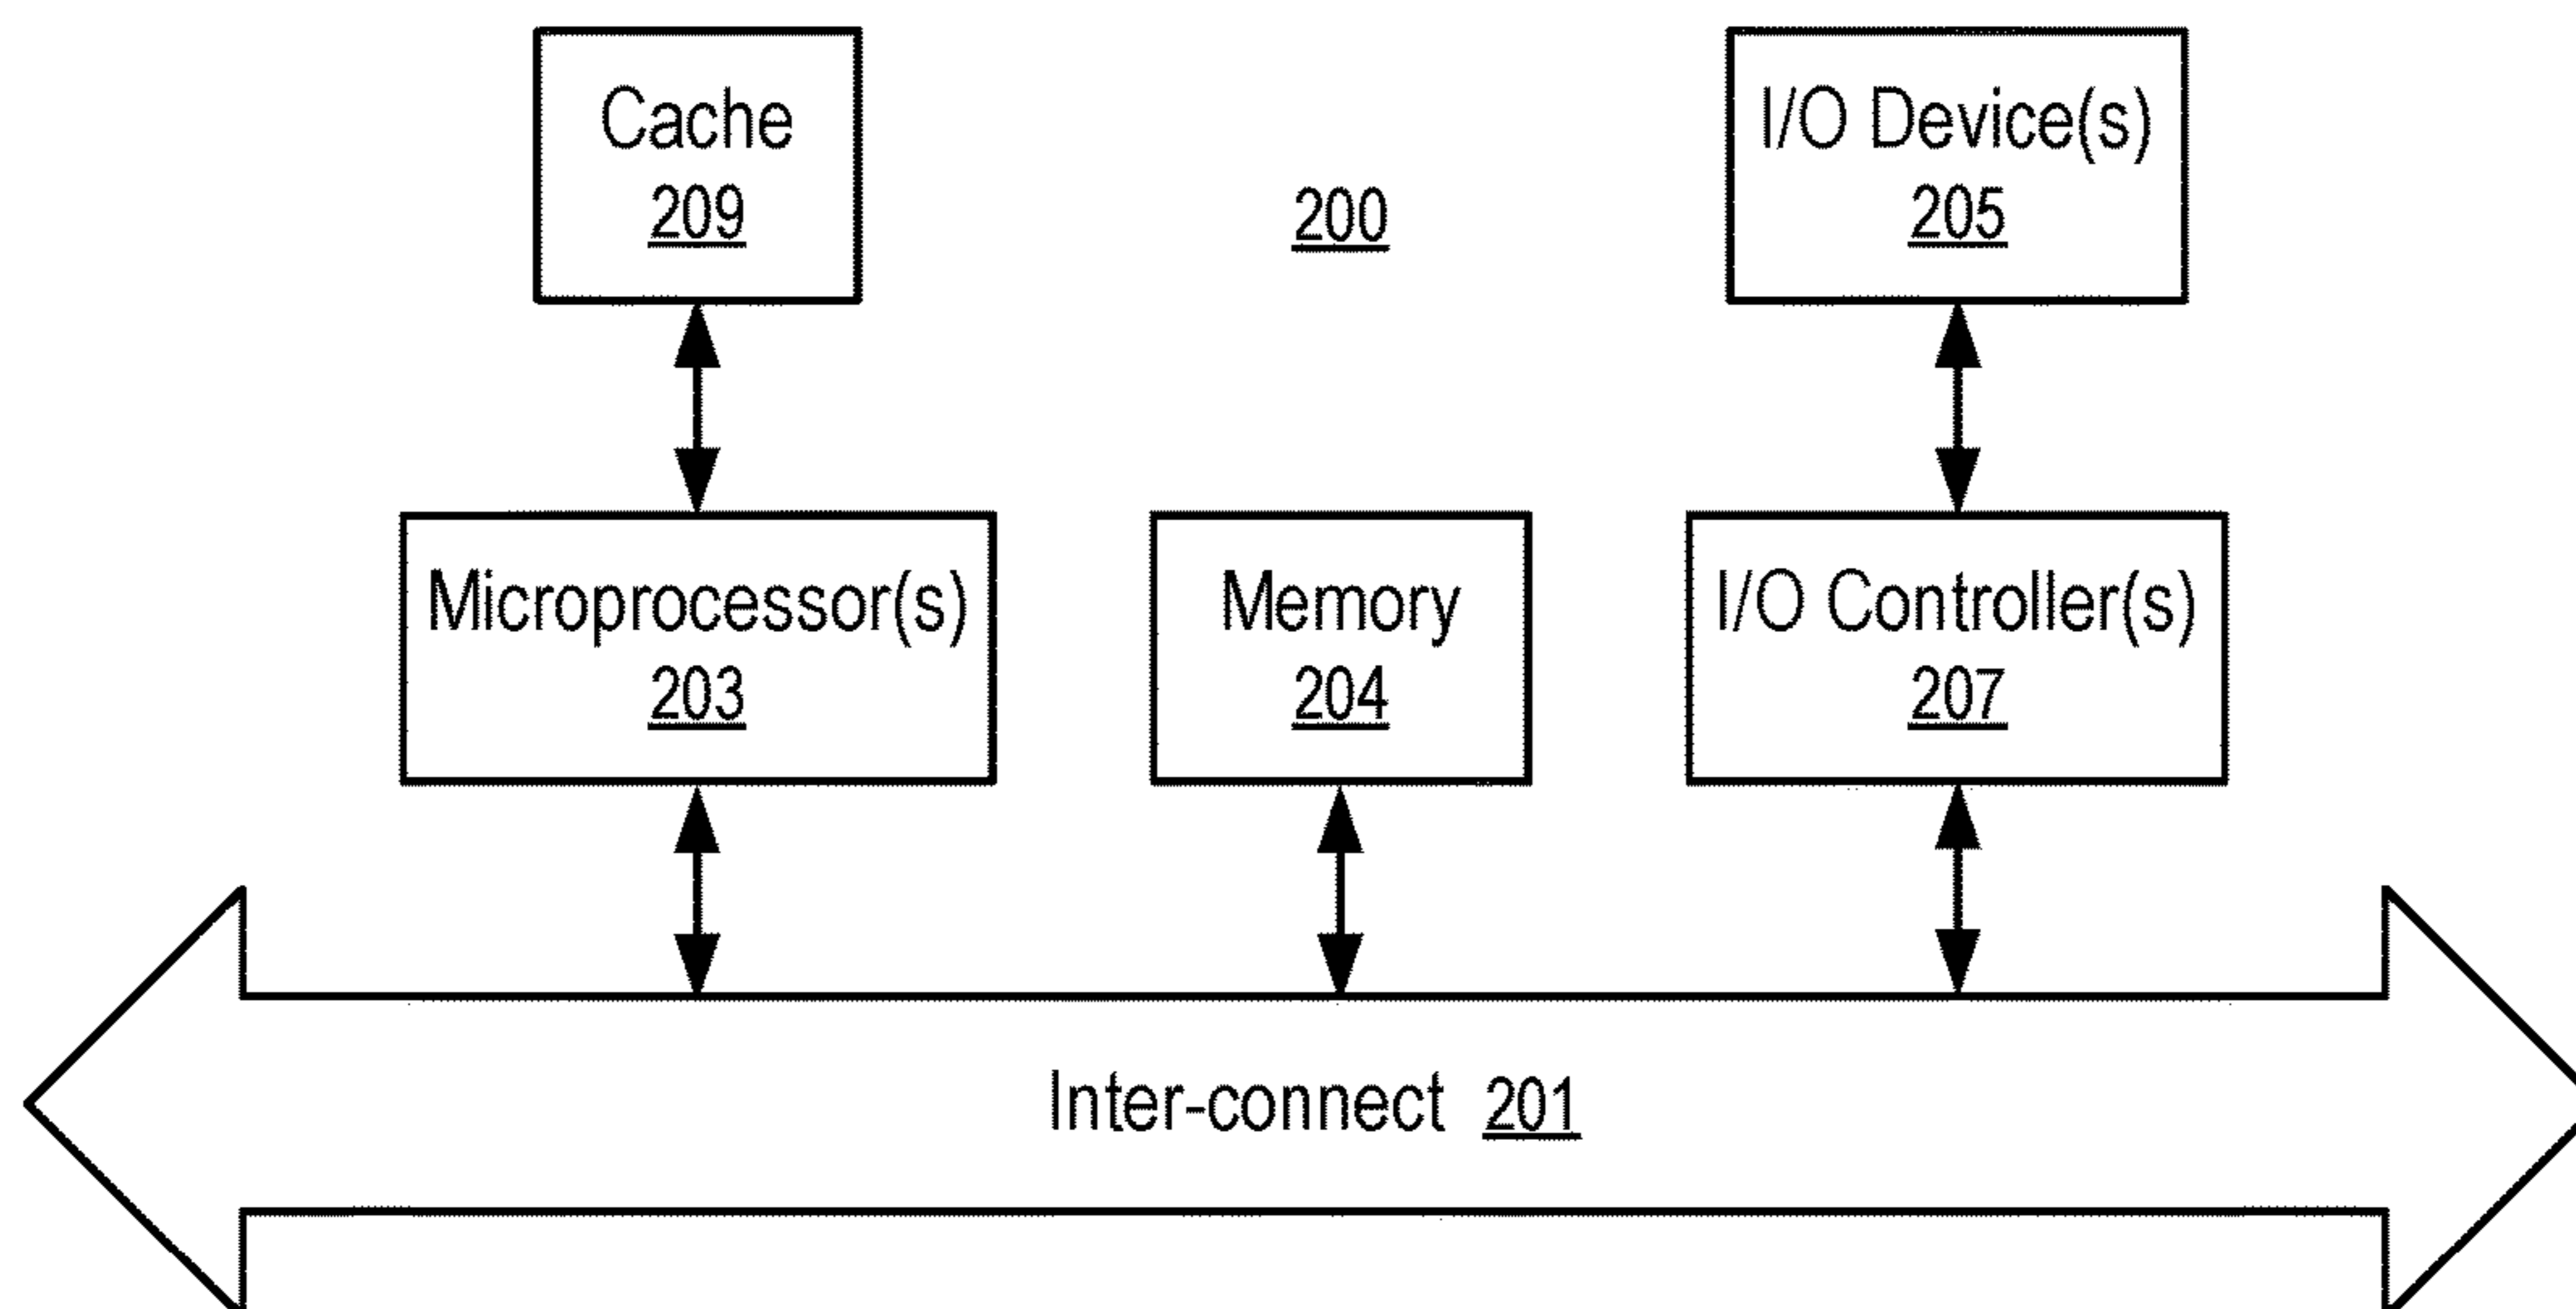 Cache
209
200
I/O Device(s)
205
Microprocessor(s)
203
Memory
204
I/O Controller(s)
207
Inter-connect 201